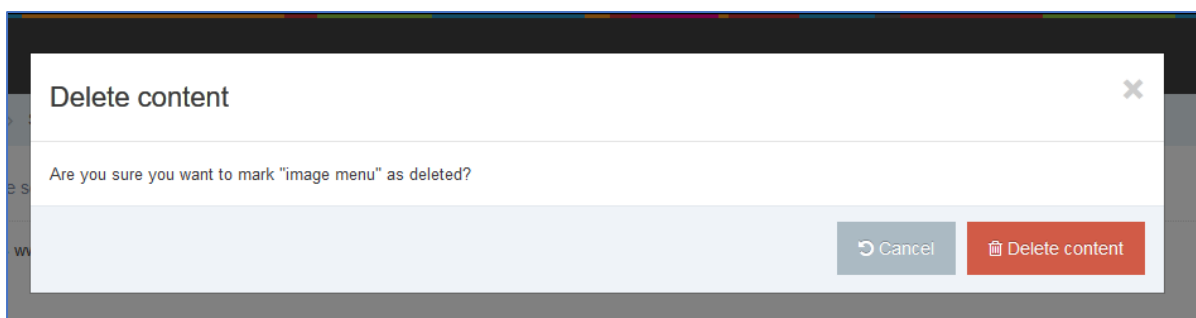 Delete content
Are you sure you want to mark "image menu" as deleted?
Cancel
Delete content